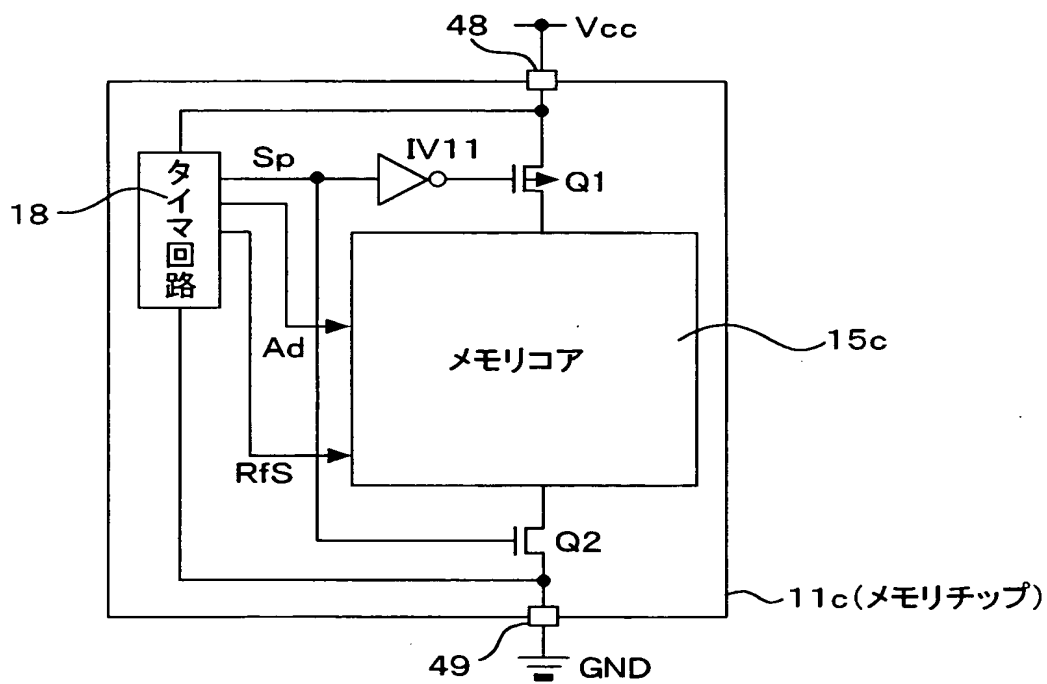 48
Vcc
IV11
Sp
Q1
18
タイマ回路
Ad
メモリコア
15c
RfS
Q2
11c(メモリチップ)
49
GND